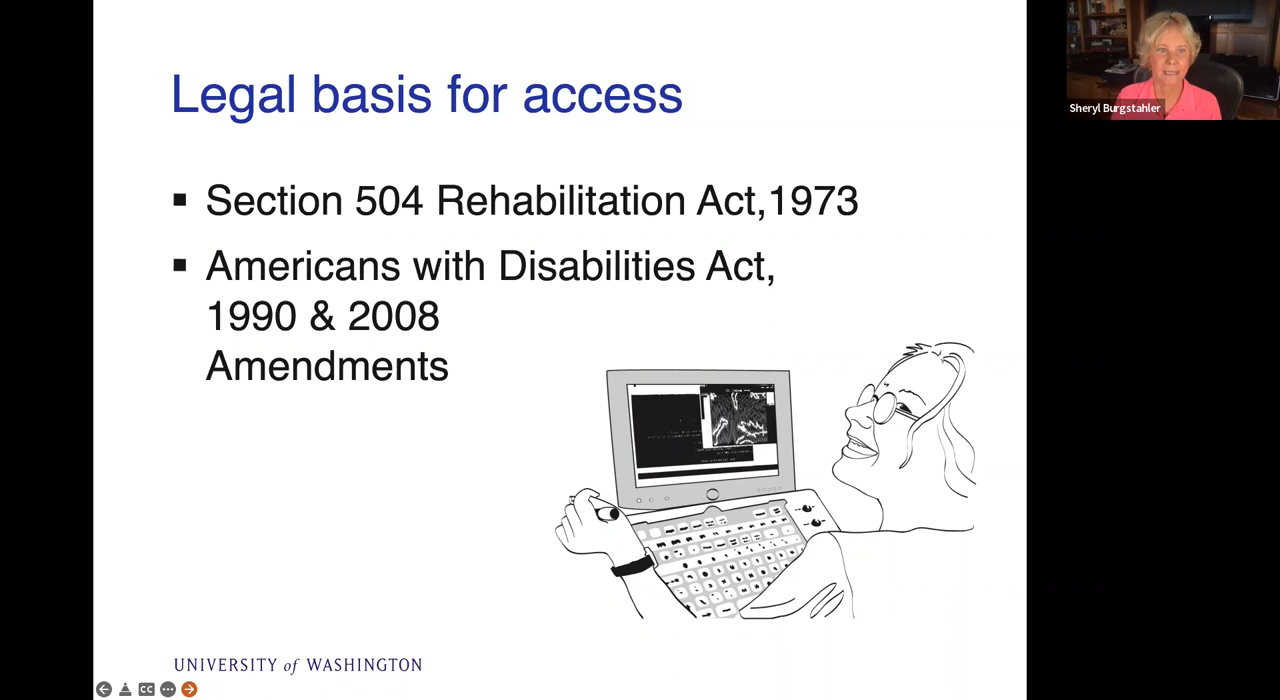 Legal basis for access
▪ Section 504 Rehabilitation Act,1973
▪ Americans with Disabilities Act,
1990 & 2008
Amendments
UNIVERSITY of WASHINGTON
CC
Sheryl Burgstahler